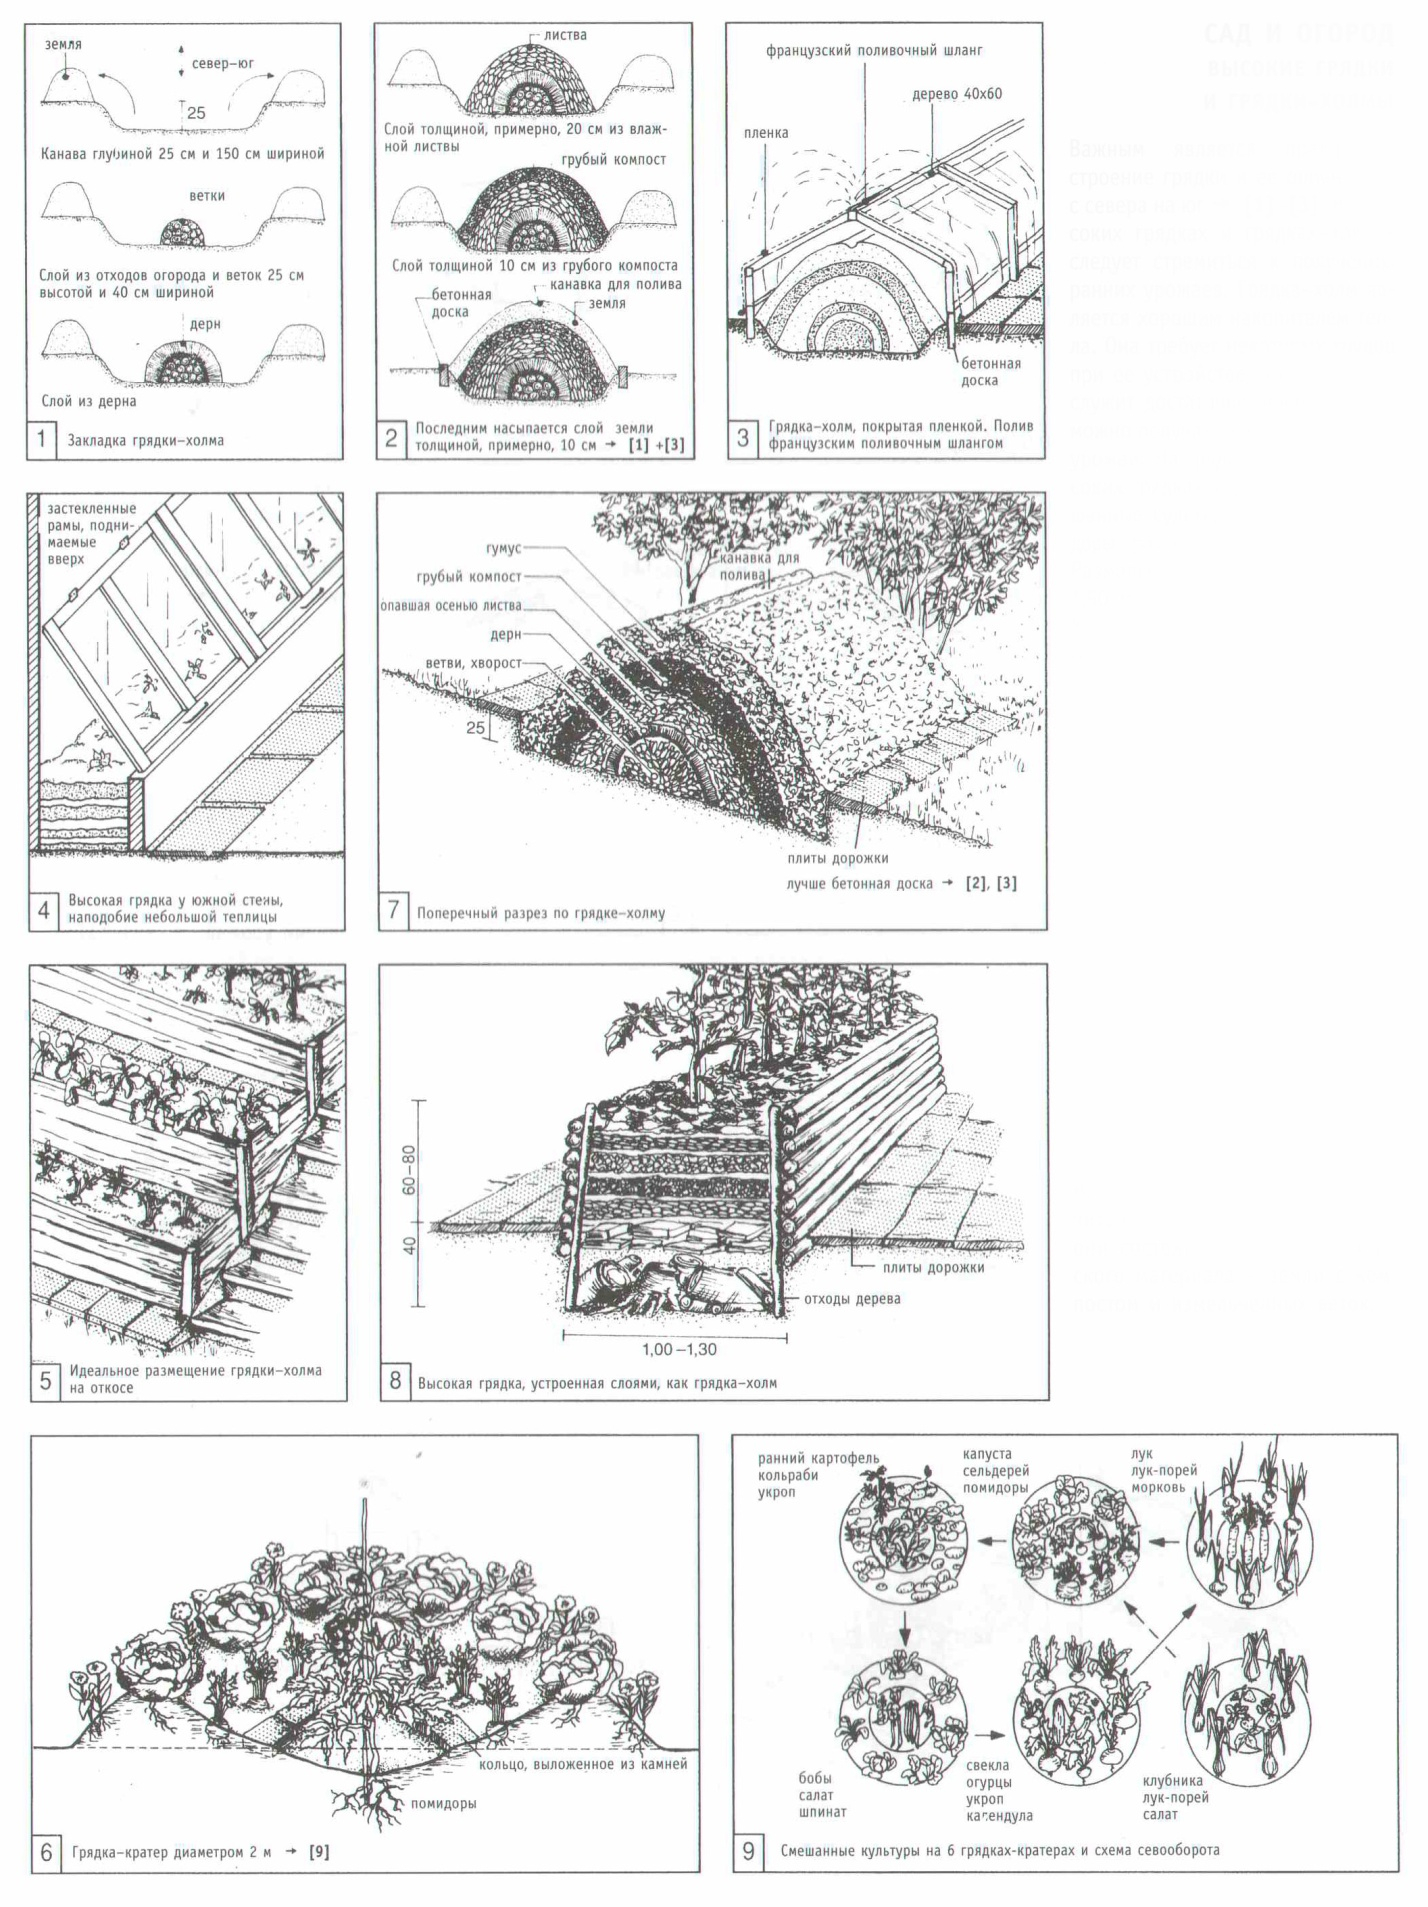 земля
север-юг
25
Канава глубиной 25 см и 150 см шириной
ветки
Слой из отходов огорода и веток 25 см
высотой и 40 см шириной
дерн
Слой из дерна
1
Закладка грядки-холма
листва
Слой толщиной, примерно, 20 см из влаж-
ной листвы
грубый компост
Слой толщиной 10 см из грубого компоста
канавка для полива
бетонная
доска
земля
2
Последним насыпается слой земли
толщиной, примерно, 10 см → [1] +[3]
французский поливочный шланг
дерево 40x60
пленка
бетонная
доска
3
Грядка-холм, покрытая пленкой. Полив
французским поливочным шлангом
САД И ОГОРОД
застекленные
рамы, подни-
маемые
вверх
4
Высокая грядка у южной стены,
наподобие небольшой теплицы
гумус
грубый компост
опавшая осенью листва
дерн
ветви, хворост
канавка для
полива
25
плиты дорожки
лучше бетонная доска → [2], [3]
7
Поперечный разрез по грядке-холму
5
Идеальное размещение грядки-холма
на откосе
60-80
40
плиты дорожки
отходы дерева
1,00-1,30
8
Высокая грядка, устроенная слоями, как грядка-холм
кольцо, выложенное из камней
помидоры
6
Грядка-кратер диаметром 2 м → [9]
ранний картофель
кольраби
укроп
капуста
сельдерей
помидоры
лук
лук-порей
морковь
бобы
салат
шпинат
свекла
огурцы
укроп
календула
клубника
лук-порей
салат
9
Смешанные культуры на 6 грядках-кратерах и схема севооборота